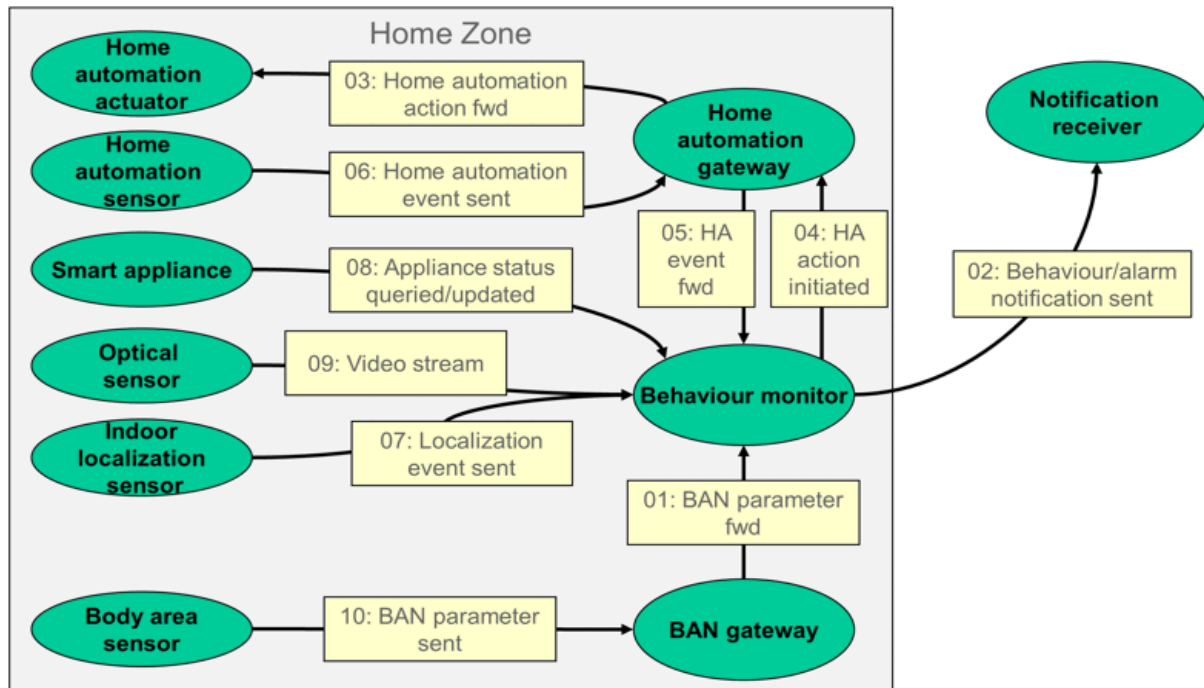 Home Zone
Home
automation
actuator
03: Home automation
action fwd
Home
automation
gateway
Notification
receiver
Home
automation
sensor
06: Home automation
event sent
05: HA
event
fwd
04: HA
action
initiated
Smart appliance
08: Appliance status
queried/updated
02: Behaviour/alarm
notification sent
Optical
sensor
09: Video stream
Behaviour monitor
Indoor
localization
sensor
07: Localization
event sent
01: BAN parameter
fwd
Body area
sensor
10: BAN parameter
sent
BAN gateway